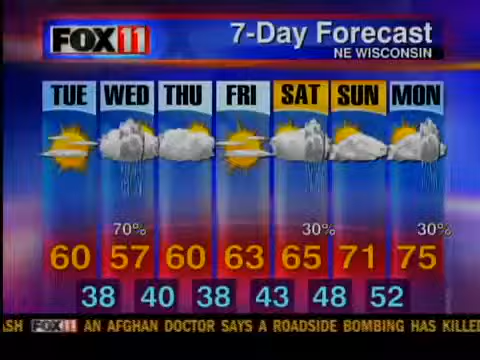 FOX 11
7-Day Forecast
NE WISCONSIN
TUE WED THU FRI SAT SUN MON
70% 30% 30%
60 57 60 63 65 71 75
38 40 38 43 48 52
ASH FOX 11 AN AFGHAN DOCTOR SAYS A ROADSIDE BOMBING HAS KILLED